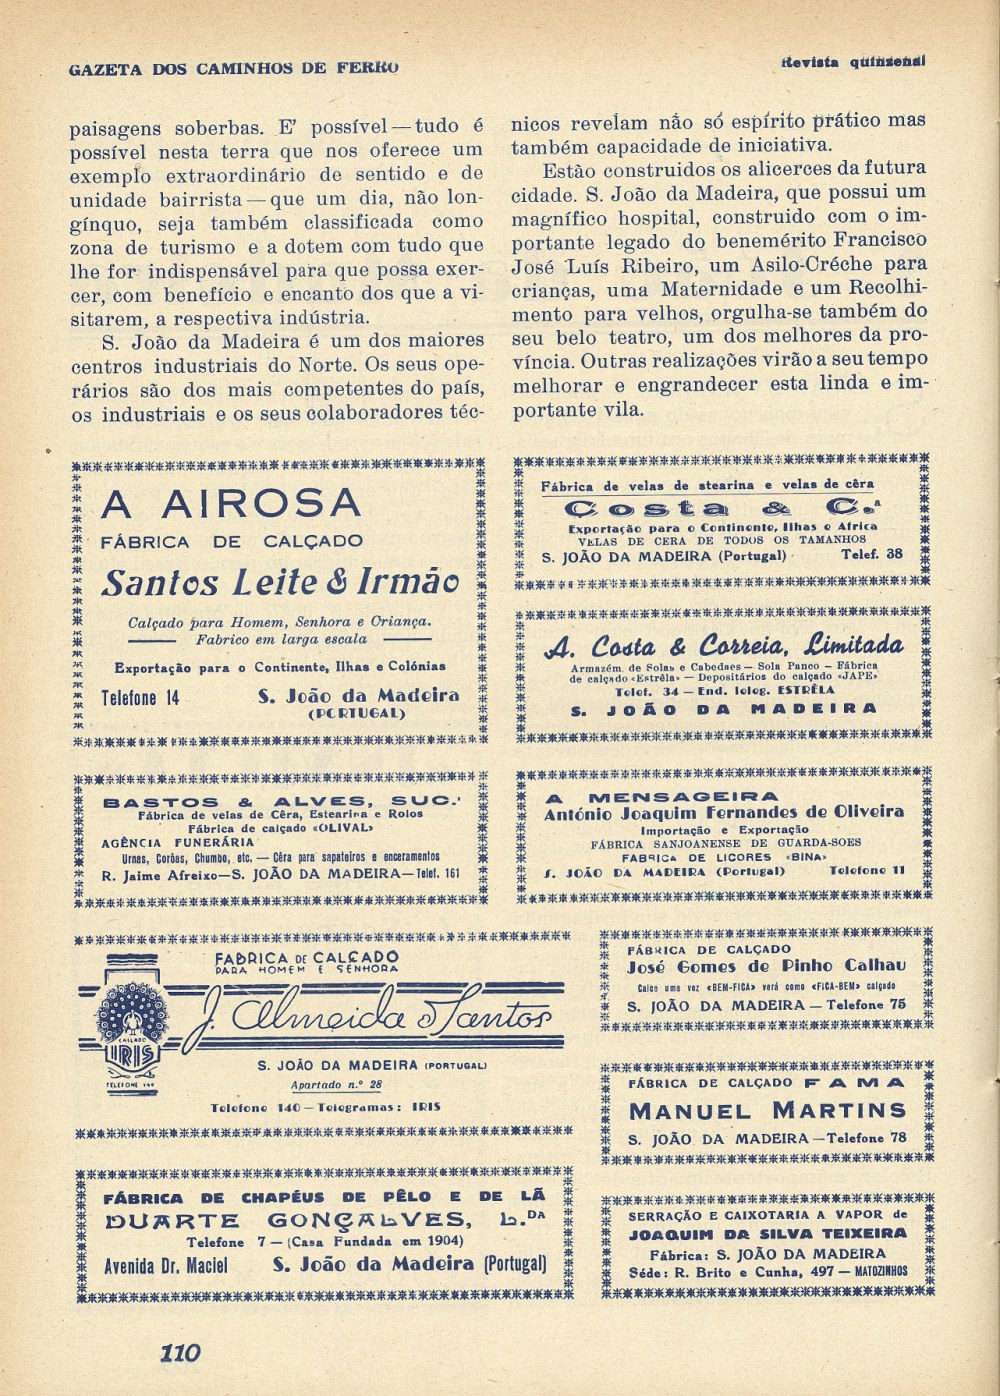 GAZETA DOS CAMINHOS DE FERRO
Revista quinzenal
paisagens soberbas. E' possível — tudo é
possível nesta terra que nos oferece um
exemplo extraordinário de sentido e de
unidade bairrista — que um dia, não lon-
gínquo, seja também classificada como
zona de turismo e a dotem com tudo que
lhe for indispensável para que possa exer-
cer, com benefício e encanto dos que a vi-
sitarem, a respectiva indústria.
S. João da Madeira é um dos maiores
centros industriais do Norte. Os seus ope-
rários são dos mais competentes do país,
os industriais e os seus colaboradores téc-
nicos revelam não só espírito prático mas
também capacidade de iniciativa.
Estão construidos os alicerces da futura
cidade. S. João da Madeira, que possui um
magnífico hospital, construido com o im-
portante legado do benemérito Francisco
José Luís Ribeiro, um Asilo-Créche para
crianças, uma Maternidade e um Recolhi-
mento para velhos, orgulha-se também do
seu belo teatro, um dos melhores da pro-
víncia. Outras realizações virão a seu tempo
melhorar e engrandecer esta linda e im-
portante vila.
A AIROSA
FÁBRICA DE CALÇADO
Santos Leite & Irmão
Calçado para Homem, Senhora e Criança.
Fabrico em larga escala
Exportação para o Continente, Ilhas e Colónias
Telefone 14 S. João da Madeira
(PORTUGAL)
Fábrica de velas de stearina e velas de cêra
Costa & C.ª
Exportação para o Continente, Ilhas e Africa
VELAS DE CERA DE TODOS OS TAMANHOS
S. JOÃO DA MADEIRA (Portugal) Telef. 38
A. Costa & Correia, Limitada
Armazém de Solas e Cabedaes — Sola Panco — Fábrica
de calçado «Estrêla» — Depositários do calçado «JAPE»
Telef. 34 — End. teleg. ESTRÊLA
S. JOÃO DA MADEIRA
BASTOS & ALVES, SUC.'
Fábrica de velas de Cêra, Estearina e Rolos
Fábrica de calçado «OLIVAL»
AGÊNCIA FUNERÁRIA
Urnas, Corôas, Chumbo, etc. — Cêra para sapateiros e enceramentos
R. Jaime Afreixo—S. JOÃO DA MADEIRA—Telef. 161
A MENSAGEIRA
António Joaquim Fernandes de Oliveira
Importação e Exportação
FÁBRICA SANJOANENSE DE GUARDA-SOES
FABRICA DE LICORES «BINA»
S. JOÃO DA MADEIRA (Portugal) Telefone 11
FABRICA DE CALÇADO
PARA HOMEM E SENHORA
J. Almeida Santos
CALÇADO
IRIS
TELEFONE 140
S. JOÃO DA MADEIRA (PORTUGAL)
Apartado n.º 28
Telefone 140 — Telegramas: IRIS
FÁBRICA DE CALÇADO
José Gomes de Pinho Calhau
Calce uma vez «BEM-FICA» verá como «FICA-BEM» calçado
S. JOÃO DA MADEIRA — Telefone 75
FÁBRICA DE CALÇADO FAMA
MANUEL MARTINS
S. JOÃO DA MADEIRA — Telefone 78
FÁBRICA DE CHAPÉUS DE PÊLO E DE LÃ
DUARTE GONÇALVES, L.DA
Telefone 7 — (Casa Fundada em 1904)
Avenida Dr. Maciel S. João da Madeira (Portugal)
SERRAÇÃO E CAIXOTARIA A VAPOR de
JOAQUIM DA SILVA TEIXEIRA
Fábrica: S. JOÃO DA MADEIRA
Séde: R. Brito e Cunha, 497 — MATOZINHOS
110